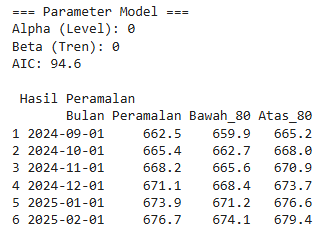 === Parameter Model ===
Alpha (Level): 0
Beta (Tren): 0
AIC: 94.6
Hasil Peramalan
Bulan Peramalan Bawah_80 Atas_80
1 2024-09-01 662.5 659.9 665.2
2 2024-10-01 665.4 662.7 668.0
3 2024-11-01 668.2 665.6 670.9
4 2024-12-01 671.1 668.4 673.7
5 2025-01-01 673.9 671.2 676.6
6 2025-02-01 676.7 674.1 679.4